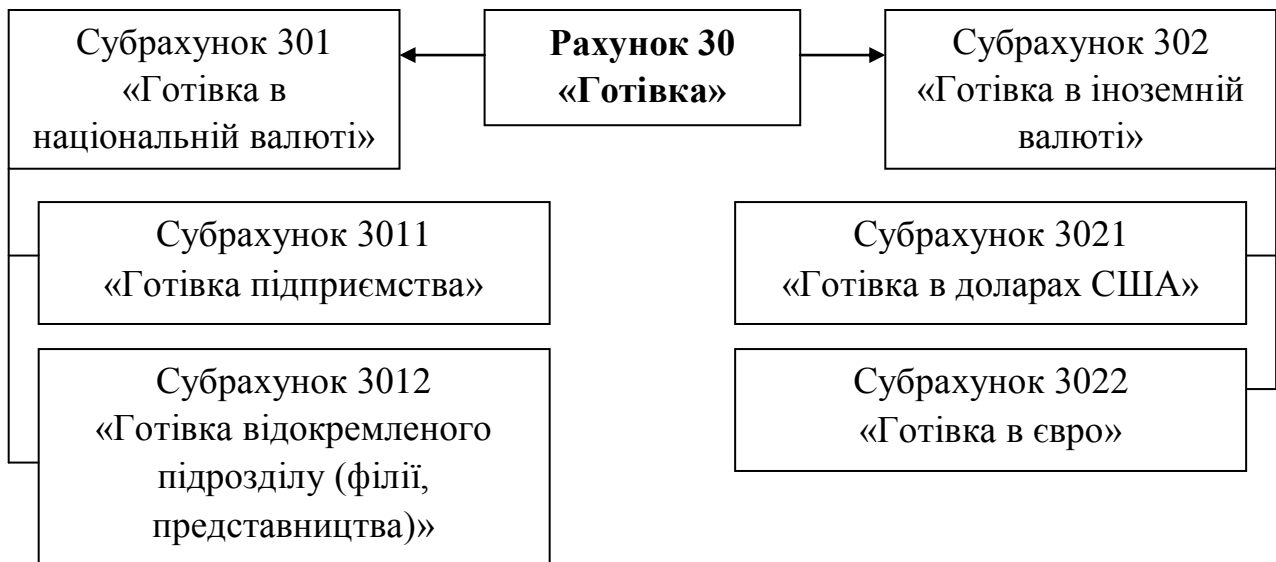 Субрахунок 301
«Готівка в
національній валюті»
Рахунок 30
«Готівка»
Субрахунок 302
«Готівка в іноземній
валюті»
Субрахунок 3011
«Готівка підприємства»
Субрахунок 3012
«Готівка відокремленого
підрозділу (філії,
представництва)»
Субрахунок 3021
«Готівка в доларах США»
Субрахунок 3022
«Готівка в євро»